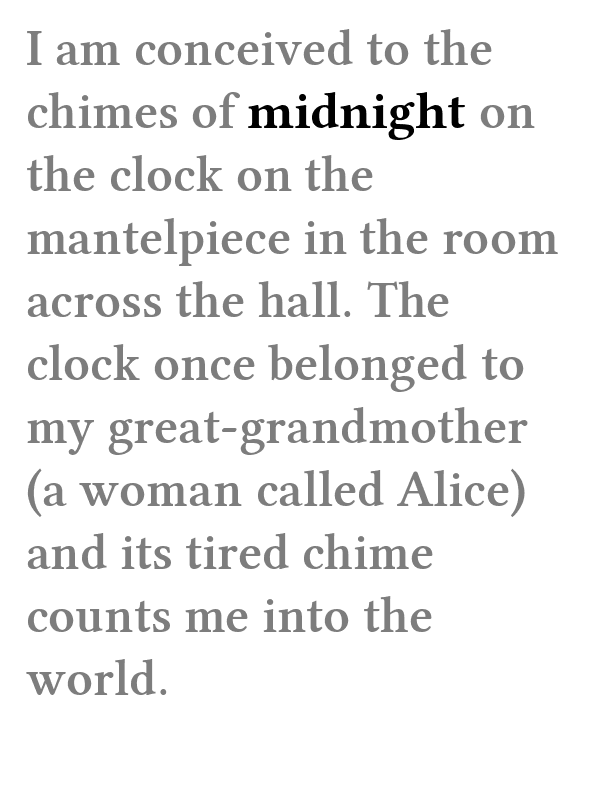 I am conceived to the
chimes of midnight on
the clock on the
mantelpiece in the room
across the hall. The
clock once belonged to
my great-grandmother
(a woman called Alice)
and its tired chime
counts me into the
world.